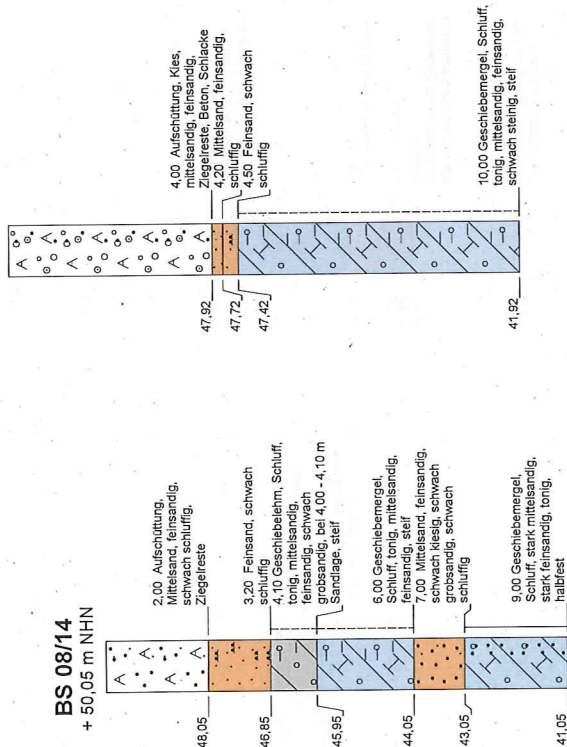 BS 08/14
+ 50,05 m NHN
48,05
46,85
45,95
44,05
43,05
41,05
A
A
A
A
A
2,00 Aufschüttung,
Mittelsand, feinsandig,
schwach schluffig,
Ziegelreste
3,20 Feinsand, schwach
schluffig
4,10 Geschiebelehm, Schluff,
tonig, mittelsandig,
feinsandig, schwach
grobsandig, bei 4,00 - 4,10 m
Sandlage, steif
6,00 Geschiebemergel,
Schluff, tonig, mittelsandig,
feinsandig, steif
7,00 Mittelsand, feinsandig,
schwach kiesig, schwach
grobsandig, schwach
schluffig
9,00 Geschiebemergel,
Schluff, stark mittelsandig,
stark feinsandig, tonig,
halbfest
47,92
47,72
47,42
41,92
A
A
A
A
A
A
A
A
4,00 Aufschüttung, Kies,
mittelsandig, feinsandig,
Ziegelreste, Beton, Schlacke
4,20 Mittelsand, feinsandig,
schluffig
4,50 Feinsand, schwach
schluffig
10,00 Geschiebemergel, Schluff,
tonig, mittelsandig, feinsandig,
schwach steinig, steif